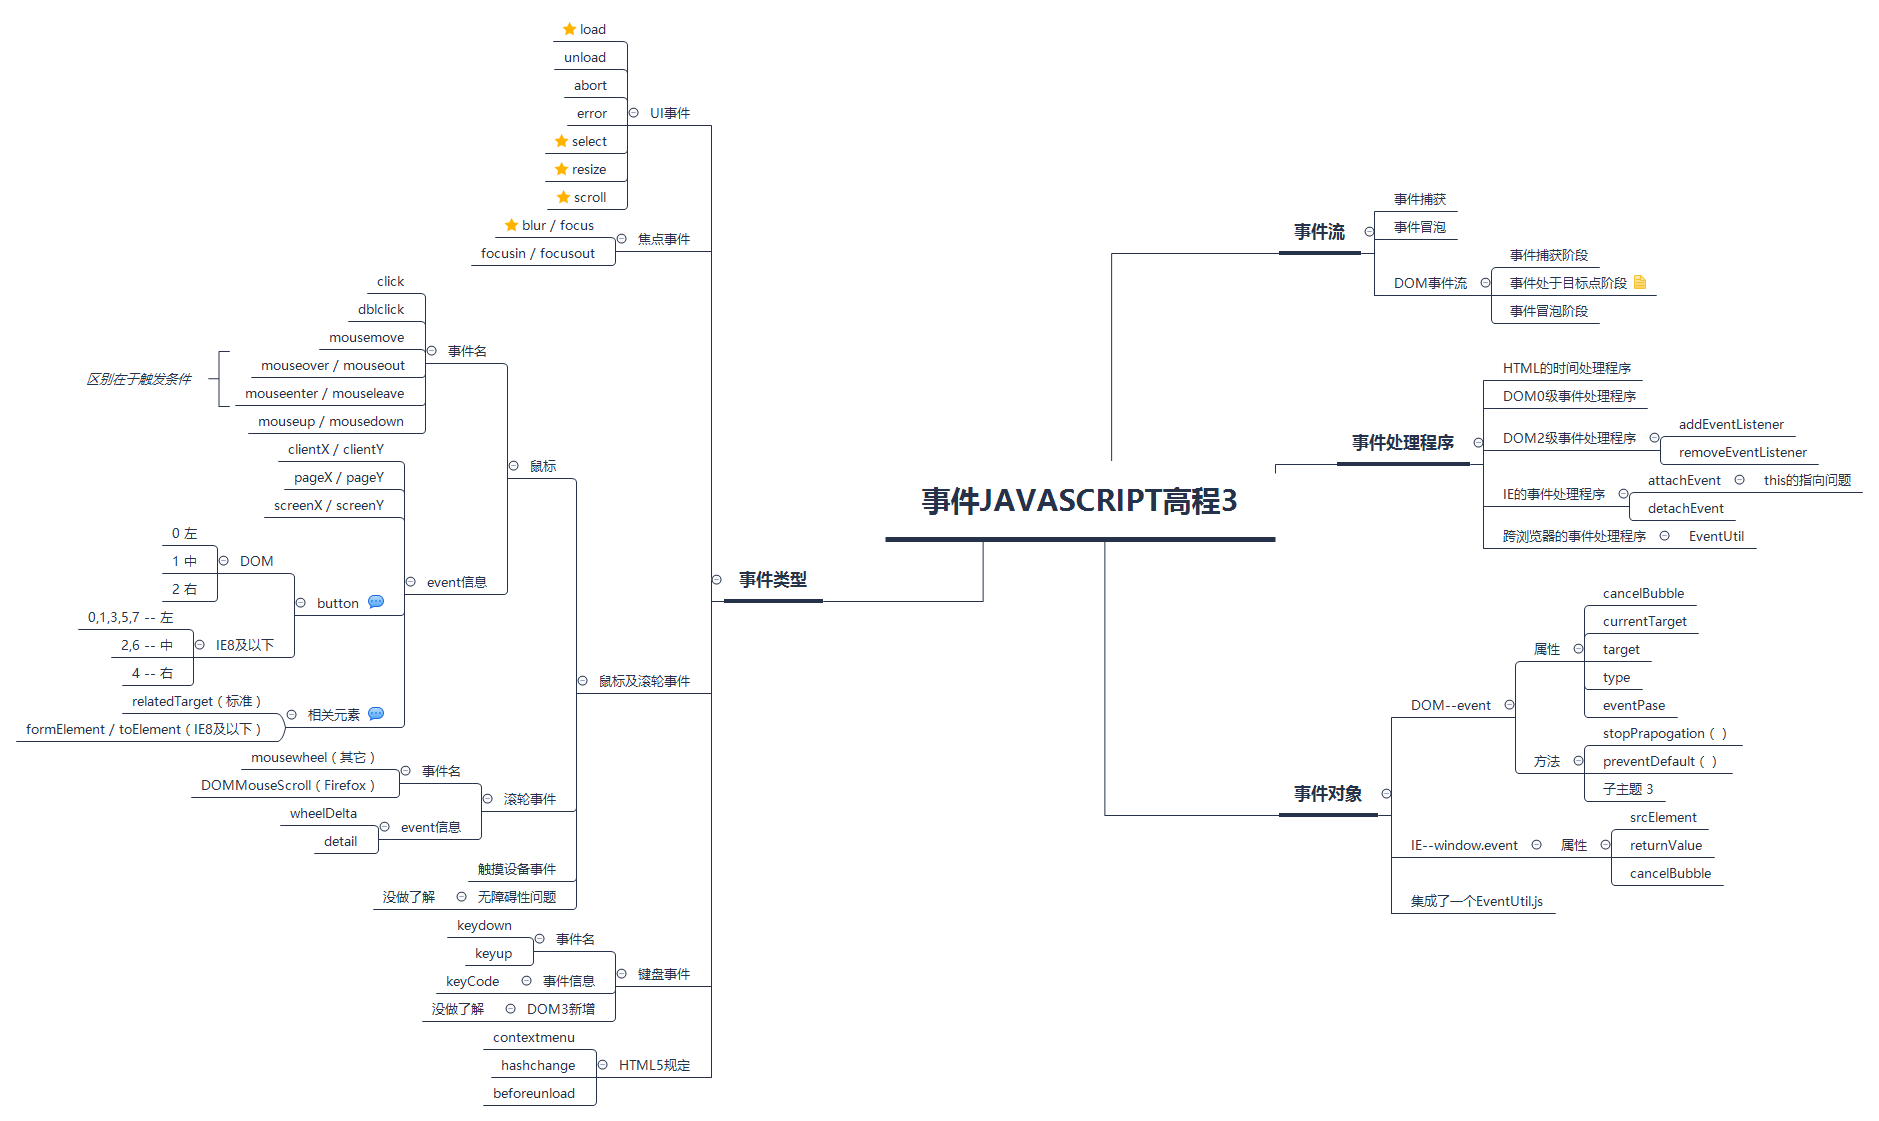 事件JAVASCRIPT高程3
事件流
事件捕获
事件冒泡
DOM事件流
事件捕获阶段
事件处于目标点阶段
事件冒泡阶段
事件处理程序
HTML的时间处理程序
DOM0级事件处理程序
DOM2级事件处理程序
addEventListener
removeEventListener
IE的事件处理程序
attachEvent
this的指向问题
detachEvent
跨浏览器的事件处理程序
EventUtil
事件对象
DOM--event
属性
cancelBubble
currentTarget
target
type
eventPase
方法
stopPrapogation（ ）
preventDefault（ ）
子主题 3
IE--window.event
属性
srcElement
returnValue
cancelBubble
集成了一个EventUtil.js
事件类型
UI事件
load
unload
abort
error
select
resize
scroll
焦点事件
blur / focus
focusin / focusout
鼠标及滚轮事件
鼠标
事件名
click
dblclick
mousemove
mouseover / mouseout
mouseenter / mouseleave
区别在于触发条件
mouseup / mousedown
event信息
clientX / clientY
pageX / pageY
screenX / screenY
button
DOM
0 左
1 中
2 右
IE8及以下
0,1,3,5,7 -- 左
2,6 -- 中
4 -- 右
相关元素
relatedTarget（标准）
formElement / toElement（IE8及以下）
滚轮事件
事件名
mousewheel（其它）
DOMMouseScroll（Firefox）
event信息
wheelDelta
detail
触摸设备事件
无障碍性问题
没做了解
键盘事件
事件名
keydown
keyup
事件信息
keyCode
DOM3新增
没做了解
HTML5规定
contextmenu
hashchange
beforeunload